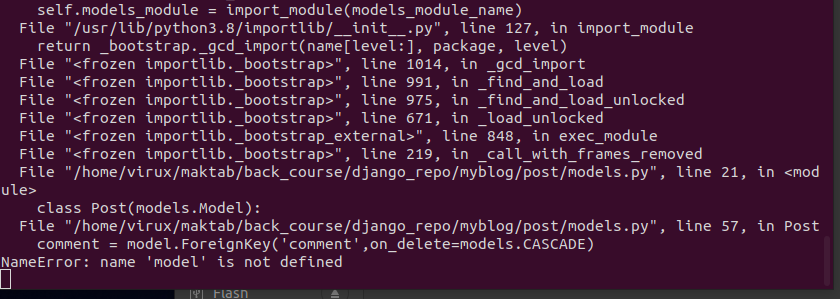 self.models_module = import_module(models_module_name)
File "/usr/lib/python3.8/importlib/__init__.py", line 127, in import_module
return _bootstrap._gcd_import(name[level:], package, level)
File "<frozen importlib._bootstrap>", line 1014, in _gcd_import
File "<frozen importlib._bootstrap>", line 991, in _find_and_load
File "<frozen importlib._bootstrap>", line 975, in _find_and_load_unlocked
File "<frozen importlib._bootstrap>", line 671, in _load_unlocked
File "<frozen importlib._bootstrap_external>", line 848, in exec_module
File "<frozen importlib._bootstrap>", line 219, in _call_with_frames_removed
File "/home/virux/maktab/back_course/django_repo/myblog/post/models.py", line 21, in <mod
ule>
class Post(models.Model):
File "/home/virux/maktab/back_course/django_repo/myblog/post/models.py", line 57, in Post
comment = model.ForeignKey('comment',on_delete=models.CASCADE)
NameError: name 'model' is not defined
Flash